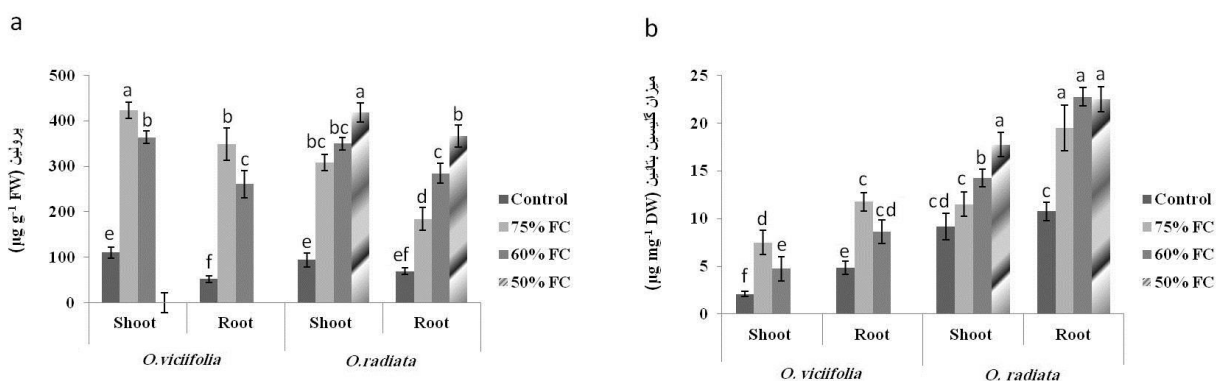 a
پرولین (µg g⁻¹ FW)
500
400
300
200
100
0
a
b
b
c
a
bc
bc
b
c
d
e
f
e
ef
Shoot
Root
Shoot
Root
O.viciifolia
O.radiata
Control
75% FC
60% FC
50% FC
b
میزان گلیسین بتائین (µg mg⁻¹ DW)
25
20
15
10
5
0
f
d
e
e
c
cd
cd
c
b
a
c
a
a
a
Shoot
Root
Shoot
Root
O. viciifolia
O. radiata
Control
75% FC
60% FC
50% FC